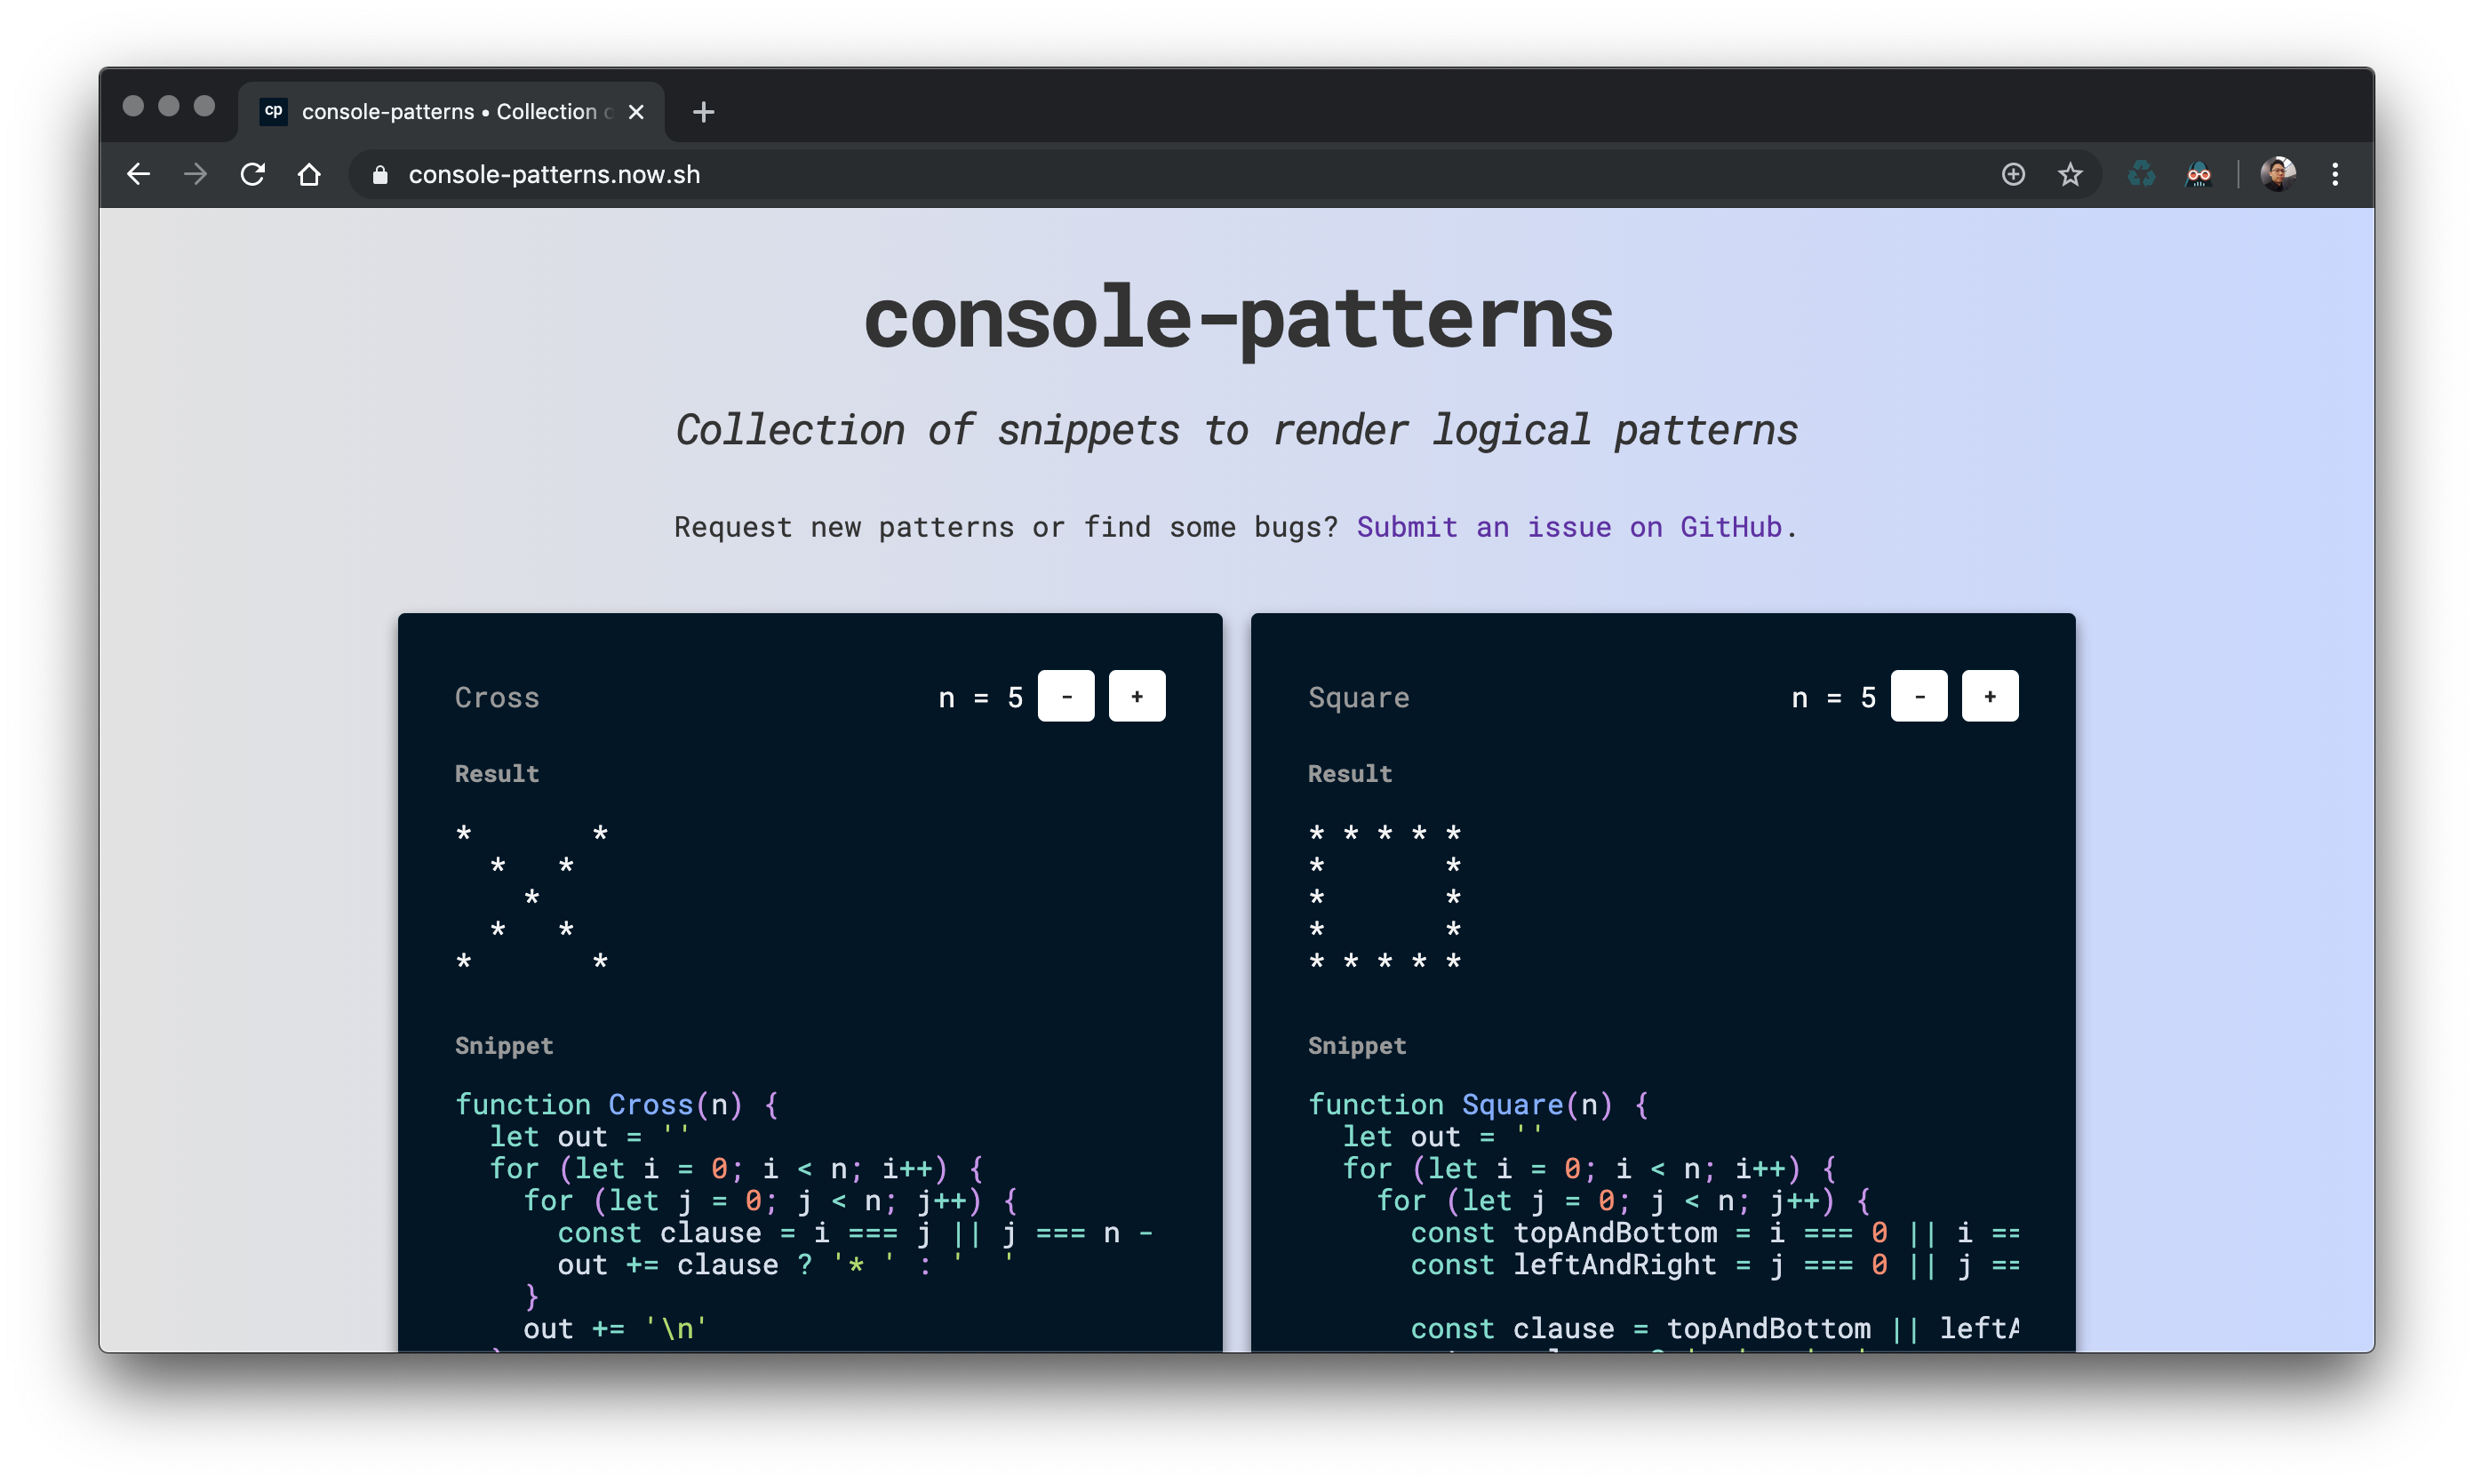 cp console-patterns • Collection
console-patterns.now.sh
console-patterns
Collection of snippets to render logical patterns
Request new patterns or find some bugs? Submit an issue on GitHub.
Cross n = 5 - +
Result
*       *
  *   *
    *
  *   *
*       *
Snippet
function Cross(n) {
  let out = ''
  for (let i = 0; i < n; i++) {
    for (let j = 0; j < n; j++) {
      const clause = i === j || j === n -
      out += clause ? '* ' : '  '
    }
    out += '\n'
Square n = 5 - +
Result
* * * * *
*       *
*       *
*       *
* * * * *
Snippet
function Square(n) {
  let out = ''
  for (let i = 0; i < n; i++) {
    for (let j = 0; j < n; j++) {
      const topAndBottom = i === 0 || i ==
      const leftAndRight = j === 0 || j ==
      const clause = topAndBottom || leftA